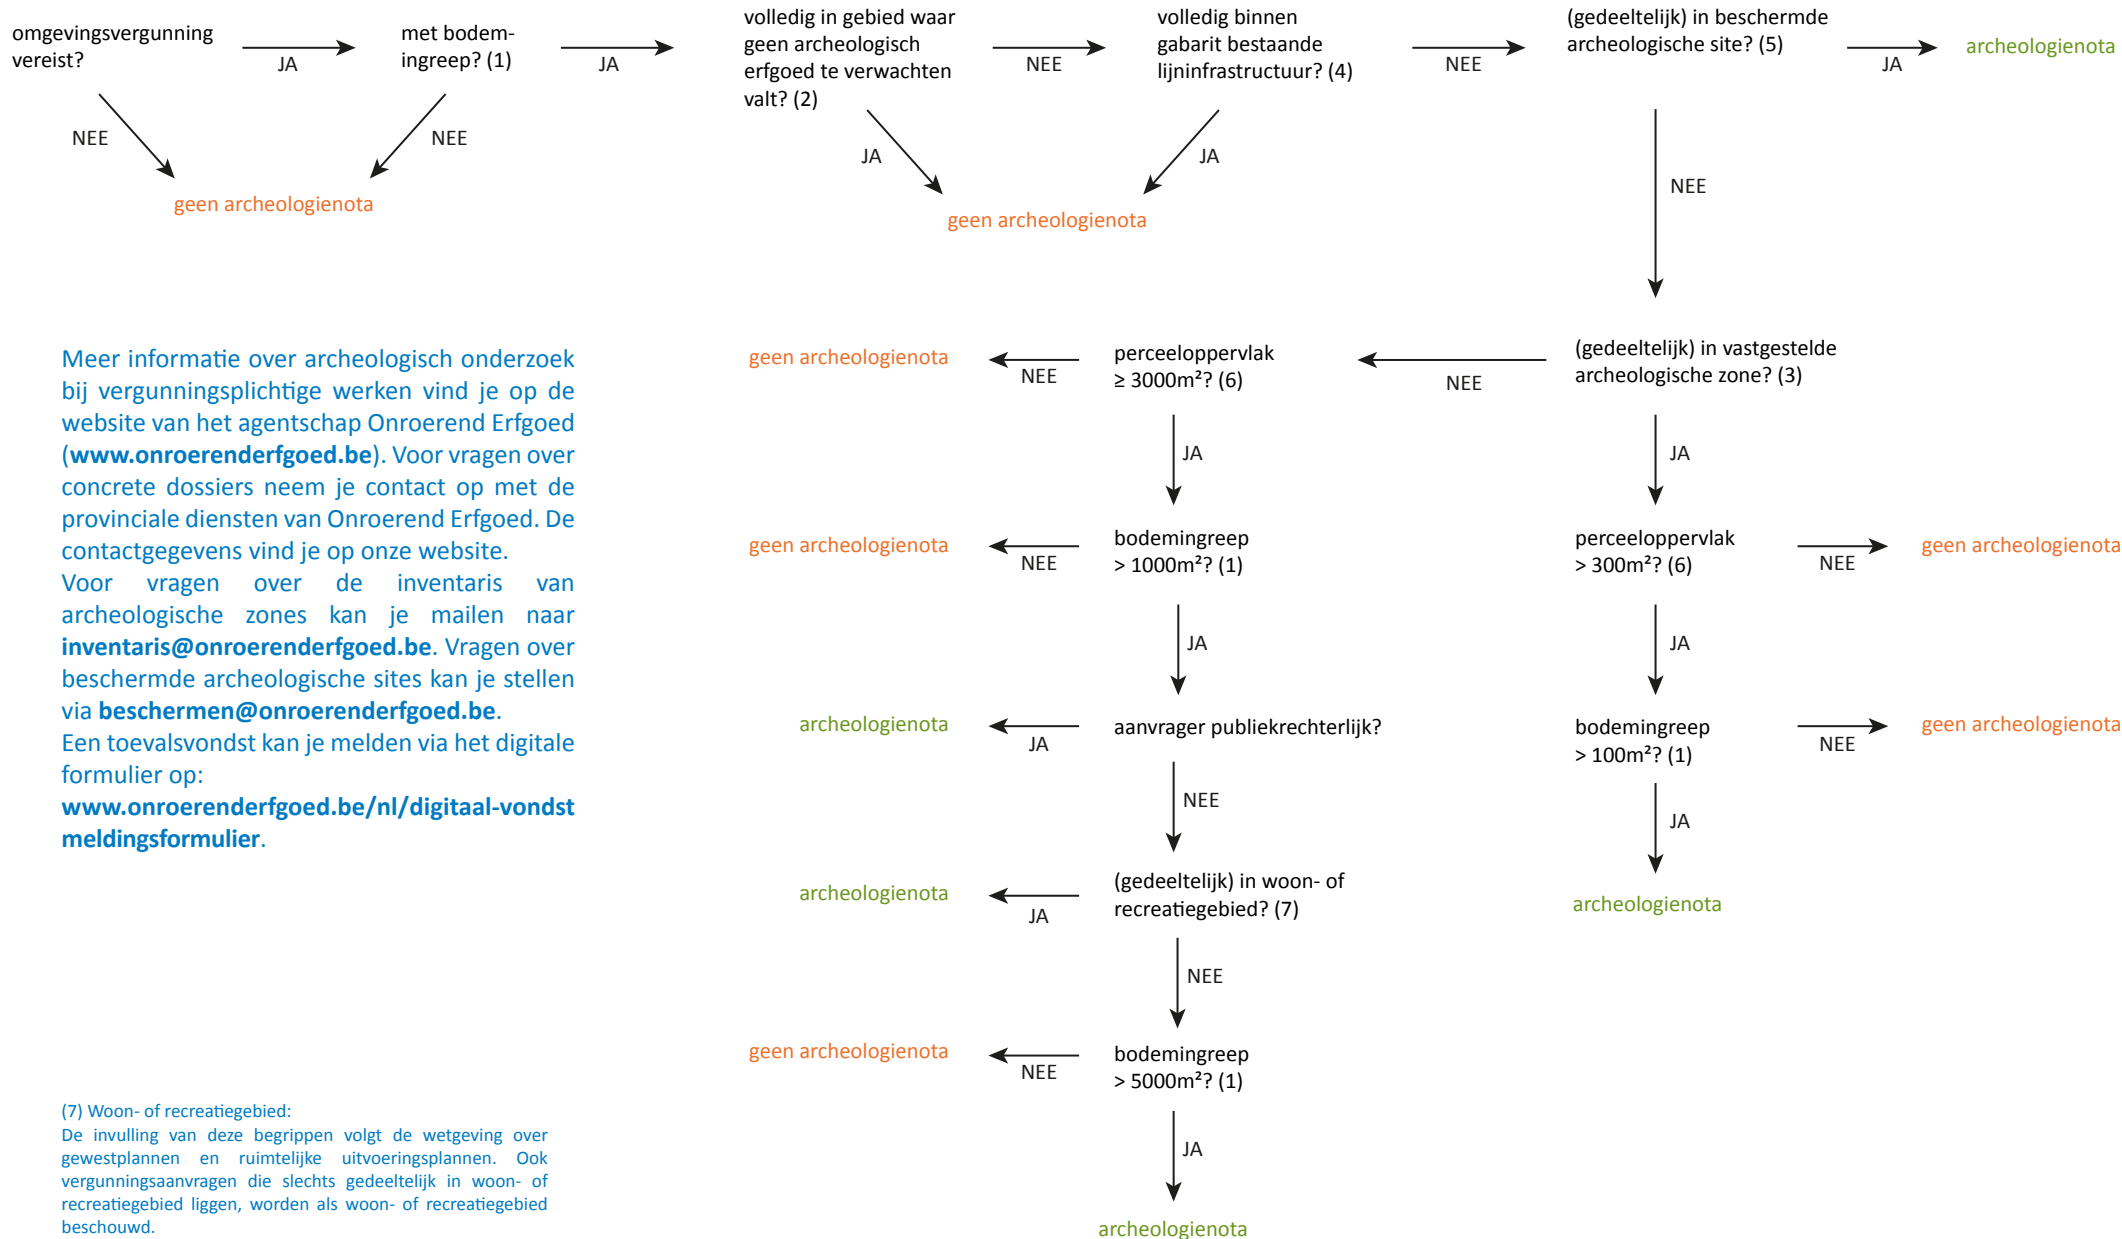 omgevingsvergunning
vereist?
JA
NEE
met bodem-
ingreep? (1)
JA
NEE
geen archeologienota
volledig in gebied waar
geen archeologisch
erfgoed te verwachten
valt? (2)
NEE
JA
volledig binnen
gabarit bestaande
lijninfrastructuur? (4)
NEE
JA
geen archeologienota
(gedeeltelijk) in beschermde
archeologische site? (5)
JA
archeologienota
NEE
(gedeeltelijk) in vastgestelde
archeologische zone? (3)
NEE
JA
perceeloppervlak
≥ 3000m²? (6)
NEE
geen archeologienota
JA
bodemingreep
> 1000m²? (1)
NEE
geen archeologienota
JA
aanvrager publiekrechterlijk?
JA
archeologienota
NEE
(gedeeltelijk) in woon- of
recreatiegebied? (7)
JA
archeologienota
NEE
bodemingreep
> 5000m²? (1)
NEE
geen archeologienota
JA
archeologienota
perceeloppervlak
> 300m²? (6)
NEE
geen archeologienota
JA
bodemingreep
> 100m²? (1)
NEE
geen archeologienota
JA
archeologienota
Meer informatie over archeologisch onderzoek
bij vergunningsplichtige werken vind je op de
website van het agentschap Onroerend Erfgoed
(www.onroerenderfgoed.be). Voor vragen over
concrete dossiers neem je contact op met de
provinciale diensten van Onroerend Erfgoed. De
contactgegevens vind je op onze website.
Voor vragen over de inventaris van
archeologische zones kan je mailen naar
inventaris@onroerenderfgoed.be. Vragen over
beschermde archeologische sites kan je stellen
via beschermen@onroerenderfgoed.be.
Een toevalsvondst kan je melden via het digitale
formulier op:
www.onroerenderfgoed.be/nl/digitaal-vondst
meldingsformulier.
(7) Woon- of recreatiegebied:
De invulling van deze begrippen volgt de wetgeving over
gewestplannen en ruimtelijke uitvoeringsplannen. Ook
vergunningsaanvragen die slechts gedeeltelijk in woon- of
recreatiegebied liggen, worden als woon- of recreatiegebied
beschouwd.